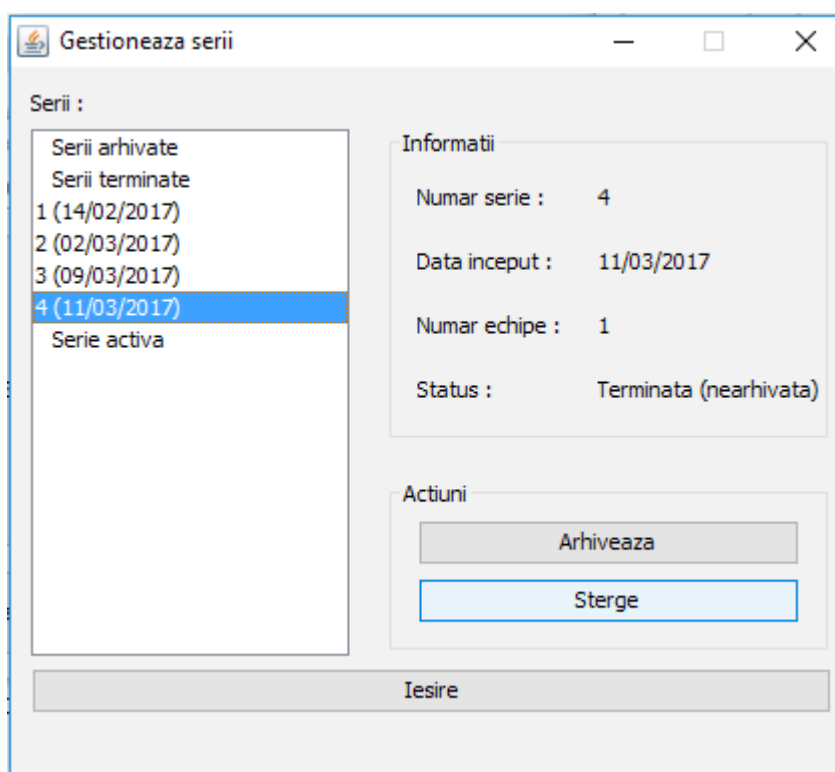 Gestioneaza serii
Serii :
Serii arhivate
Serii terminate
1 (14/02/2017)
2 (02/03/2017)
3 (09/03/2017)
4 (11/03/2017)
Serie activa
Informatii
Numar serie : 4
Data inceput : 11/03/2017
Numar echipe : 1
Status : Terminata (nearhivata)
Actiuni
Arhiveaza
Sterge
Iesire